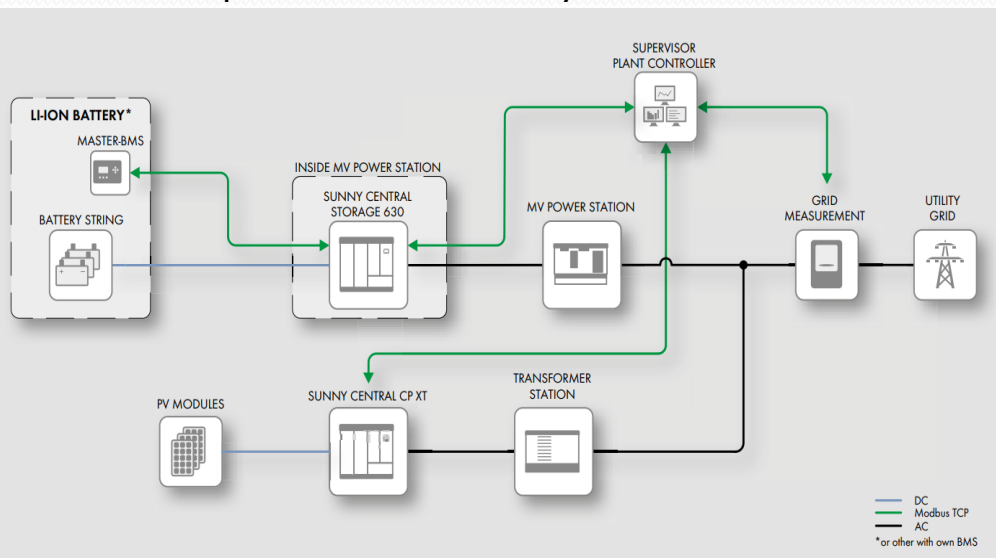 SUPERVISOR
PLANT CONTROLLER
LI-ION BATTERY*
MASTER-BMS
INSIDE MV POWER STATION
SUNNY CENTRAL
STORAGE 630
MV POWER STATION
GRID
MEASUREMENT
UTILITY
GRID
BATTERY STRING
PV MODULES
SUNNY CENTRAL CP XT
TRANSFORMER
STATION
DC
Modbus TCP
AC
*or other with own BMS